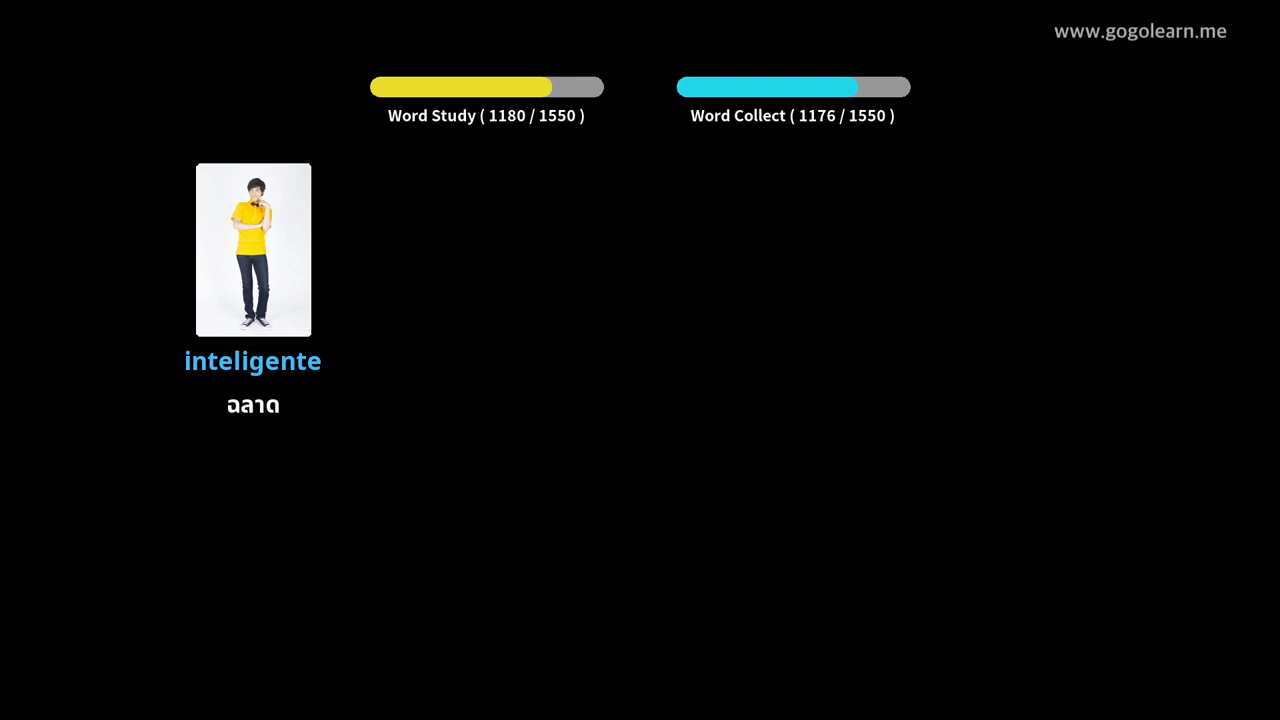 www.gogolearn.me
Word Study ( 1180 / 1550 )
Word Collect ( 1176 / 1550 )
inteligente
ฉลาด